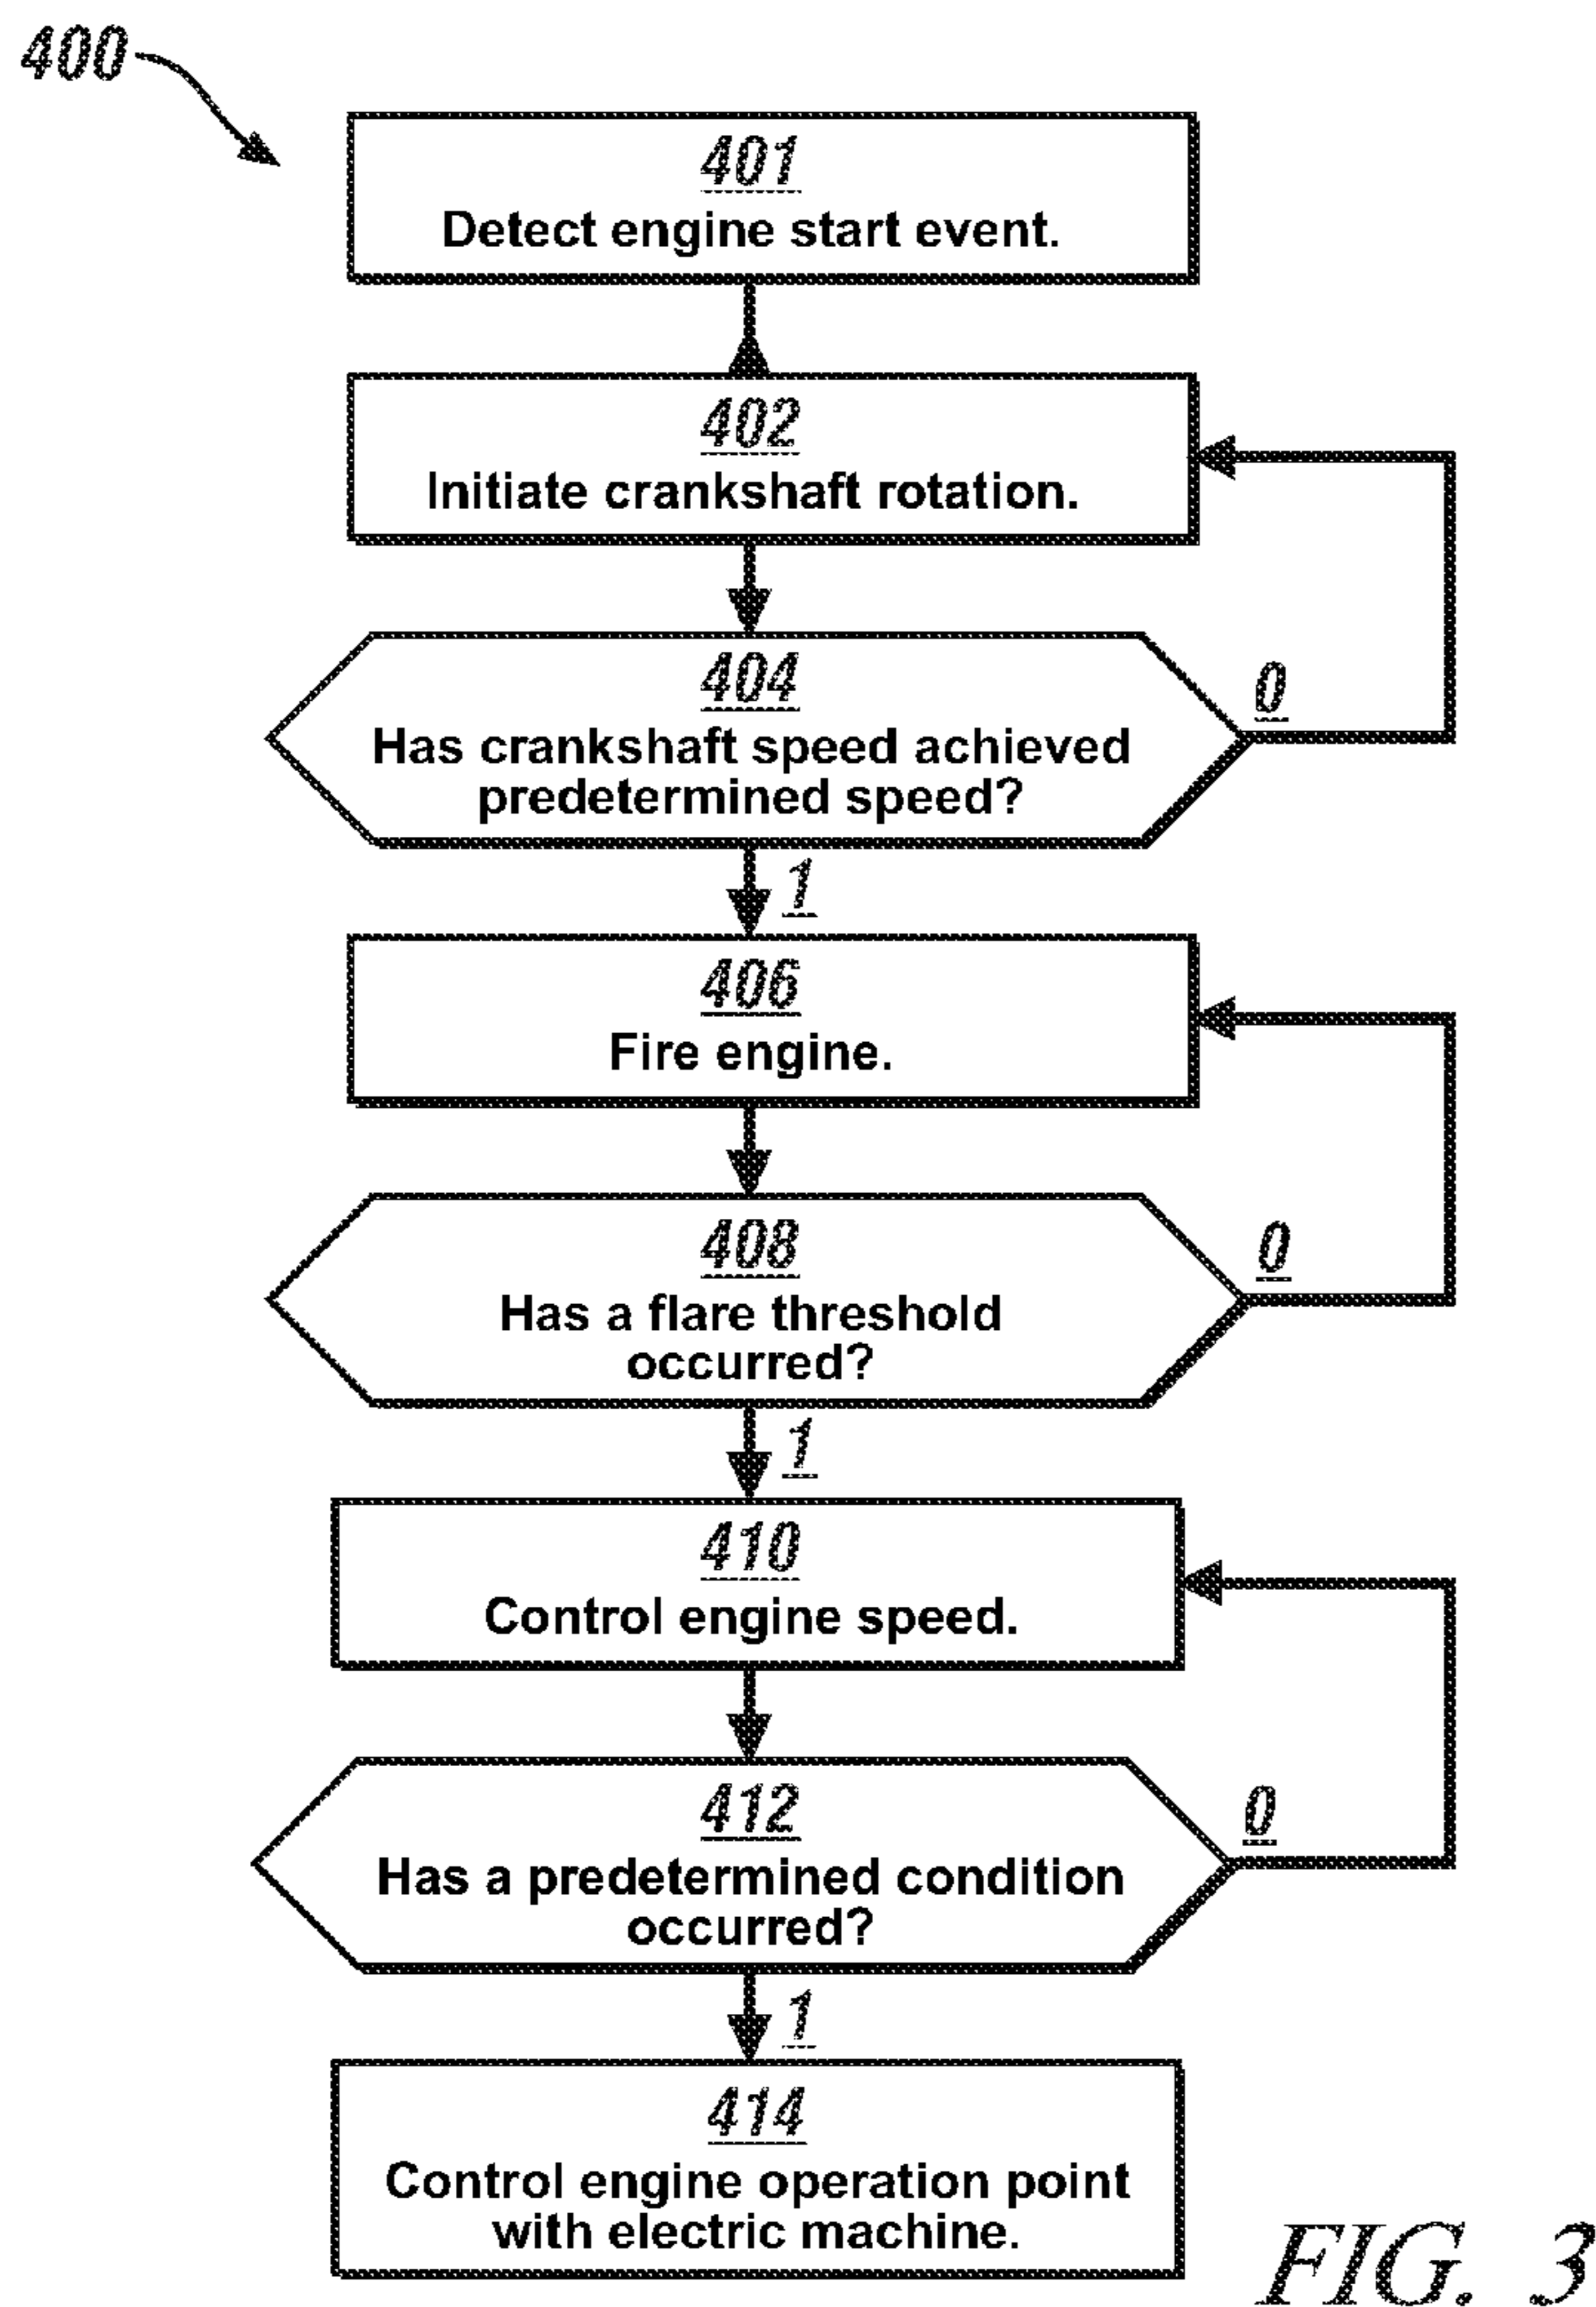 400
401
Detect engine start event.
402
Initiate crankshaft rotation.
404
Has crankshaft speed achieved
predetermined speed?
0
1
406
Fire engine.
408
Has a flare threshold
occurred?
0
1
410
Control engine speed.
412
Has a predetermined condition
occurred?
0
1
414
Control engine operation point
with electric machine.
FIG. 3